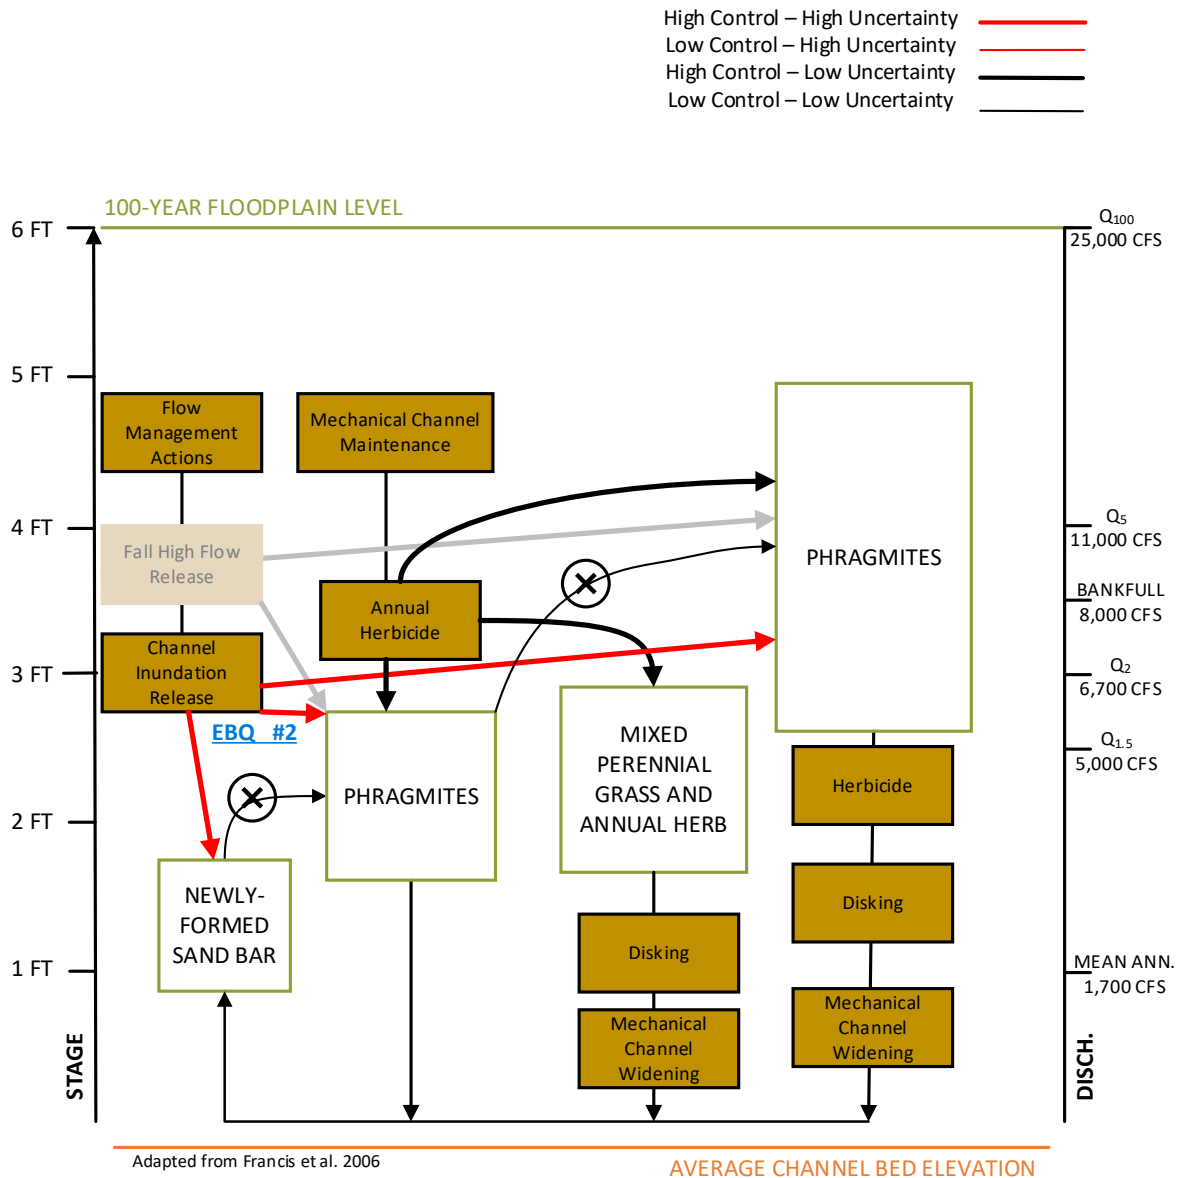 High Control – High Uncertainty
Low Control – High Uncertainty
High Control – Low Uncertainty
Low Control – Low Uncertainty
100-YEAR FLOODPLAIN LEVEL
6 FT
5 FT
4 FT
3 FT
2 FT
1 FT
STAGE
Q100
25,000 CFS
Q5
11,000 CFS
BANKFULL
8,000 CFS
Q2
6,700 CFS
Q1.5
5,000 CFS
MEAN ANN.
1,700 CFS
DISCH.
Flow
Management
Actions
Mechanical Channel
Maintenance
Fall High Flow
Release
Annual
Herbicide
Channel
Inundation
Release
EBQ #2
PHRAGMITES
NEWLY-
FORMED
SAND BAR
MIXED
PERENNIAL
GRASS AND
ANNUAL HERB
Disking
Mechanical
Channel
Widening
PHRAGMITES
Herbicide
Disking
Mechanical
Channel
Widening
Adapted from Francis et al. 2006
AVERAGE CHANNEL BED ELEVATION